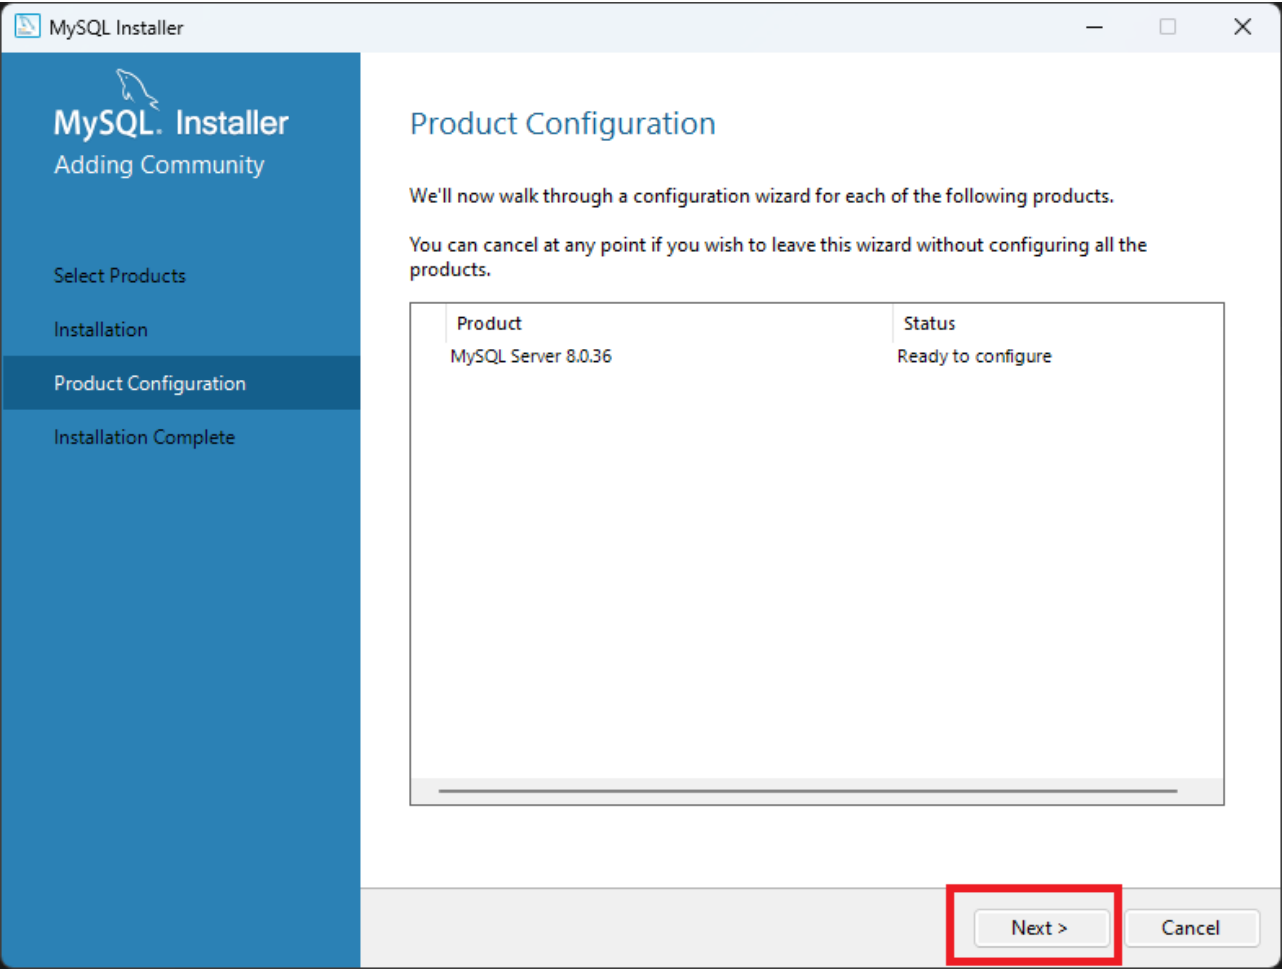 MySQL Installer
MySQL. Installer
Adding Community
Select Products
Installation
Product Configuration
Installation Complete
Product Configuration
We'll now walk through a configuration wizard for each of the following products.
You can cancel at any point if you wish to leave this wizard without configuring all the
products.
Product Status
MySQL Server 8.0.36 Ready to configure
Next > Cancel